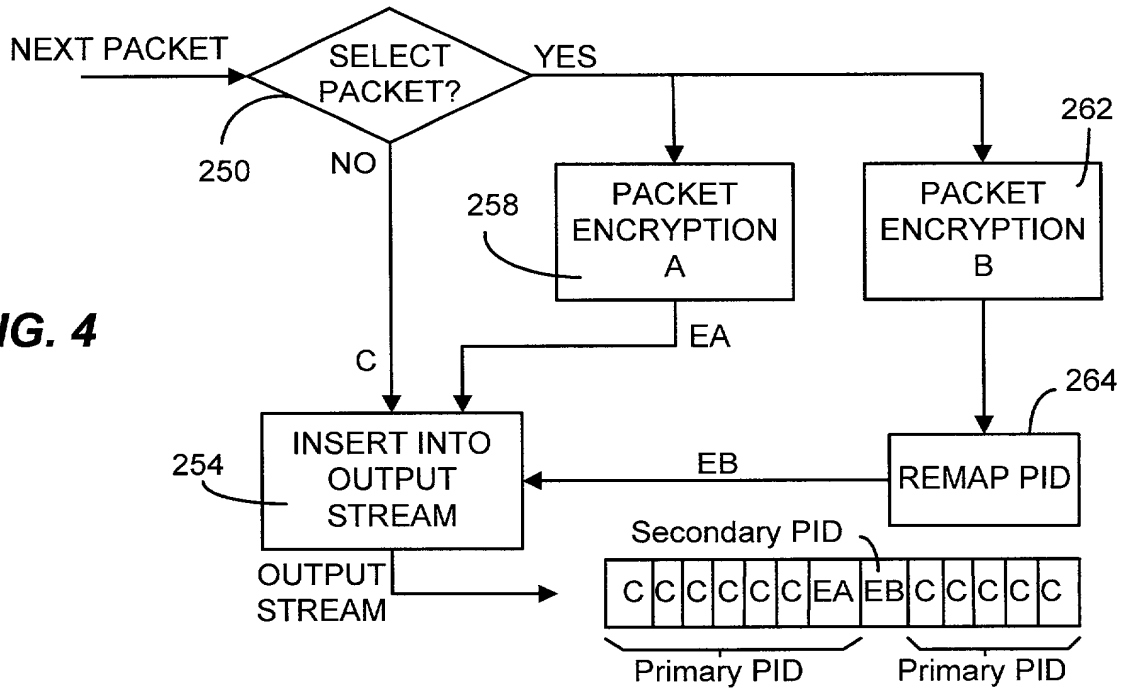 NEXT PACKET
SELECT
PACKET?
YES
250
NO
262
258
PACKET
ENCRYPTION
A
PACKET
ENCRYPTION
B
IG. 4
EA
C
264
254
INSERT INTO
OUTPUT
STREAM
EB
REMAP PID
Secondary PID
OUTPUT
STREAM
C C C C C C EA EB C C C C C
Primary PID
Primary PID